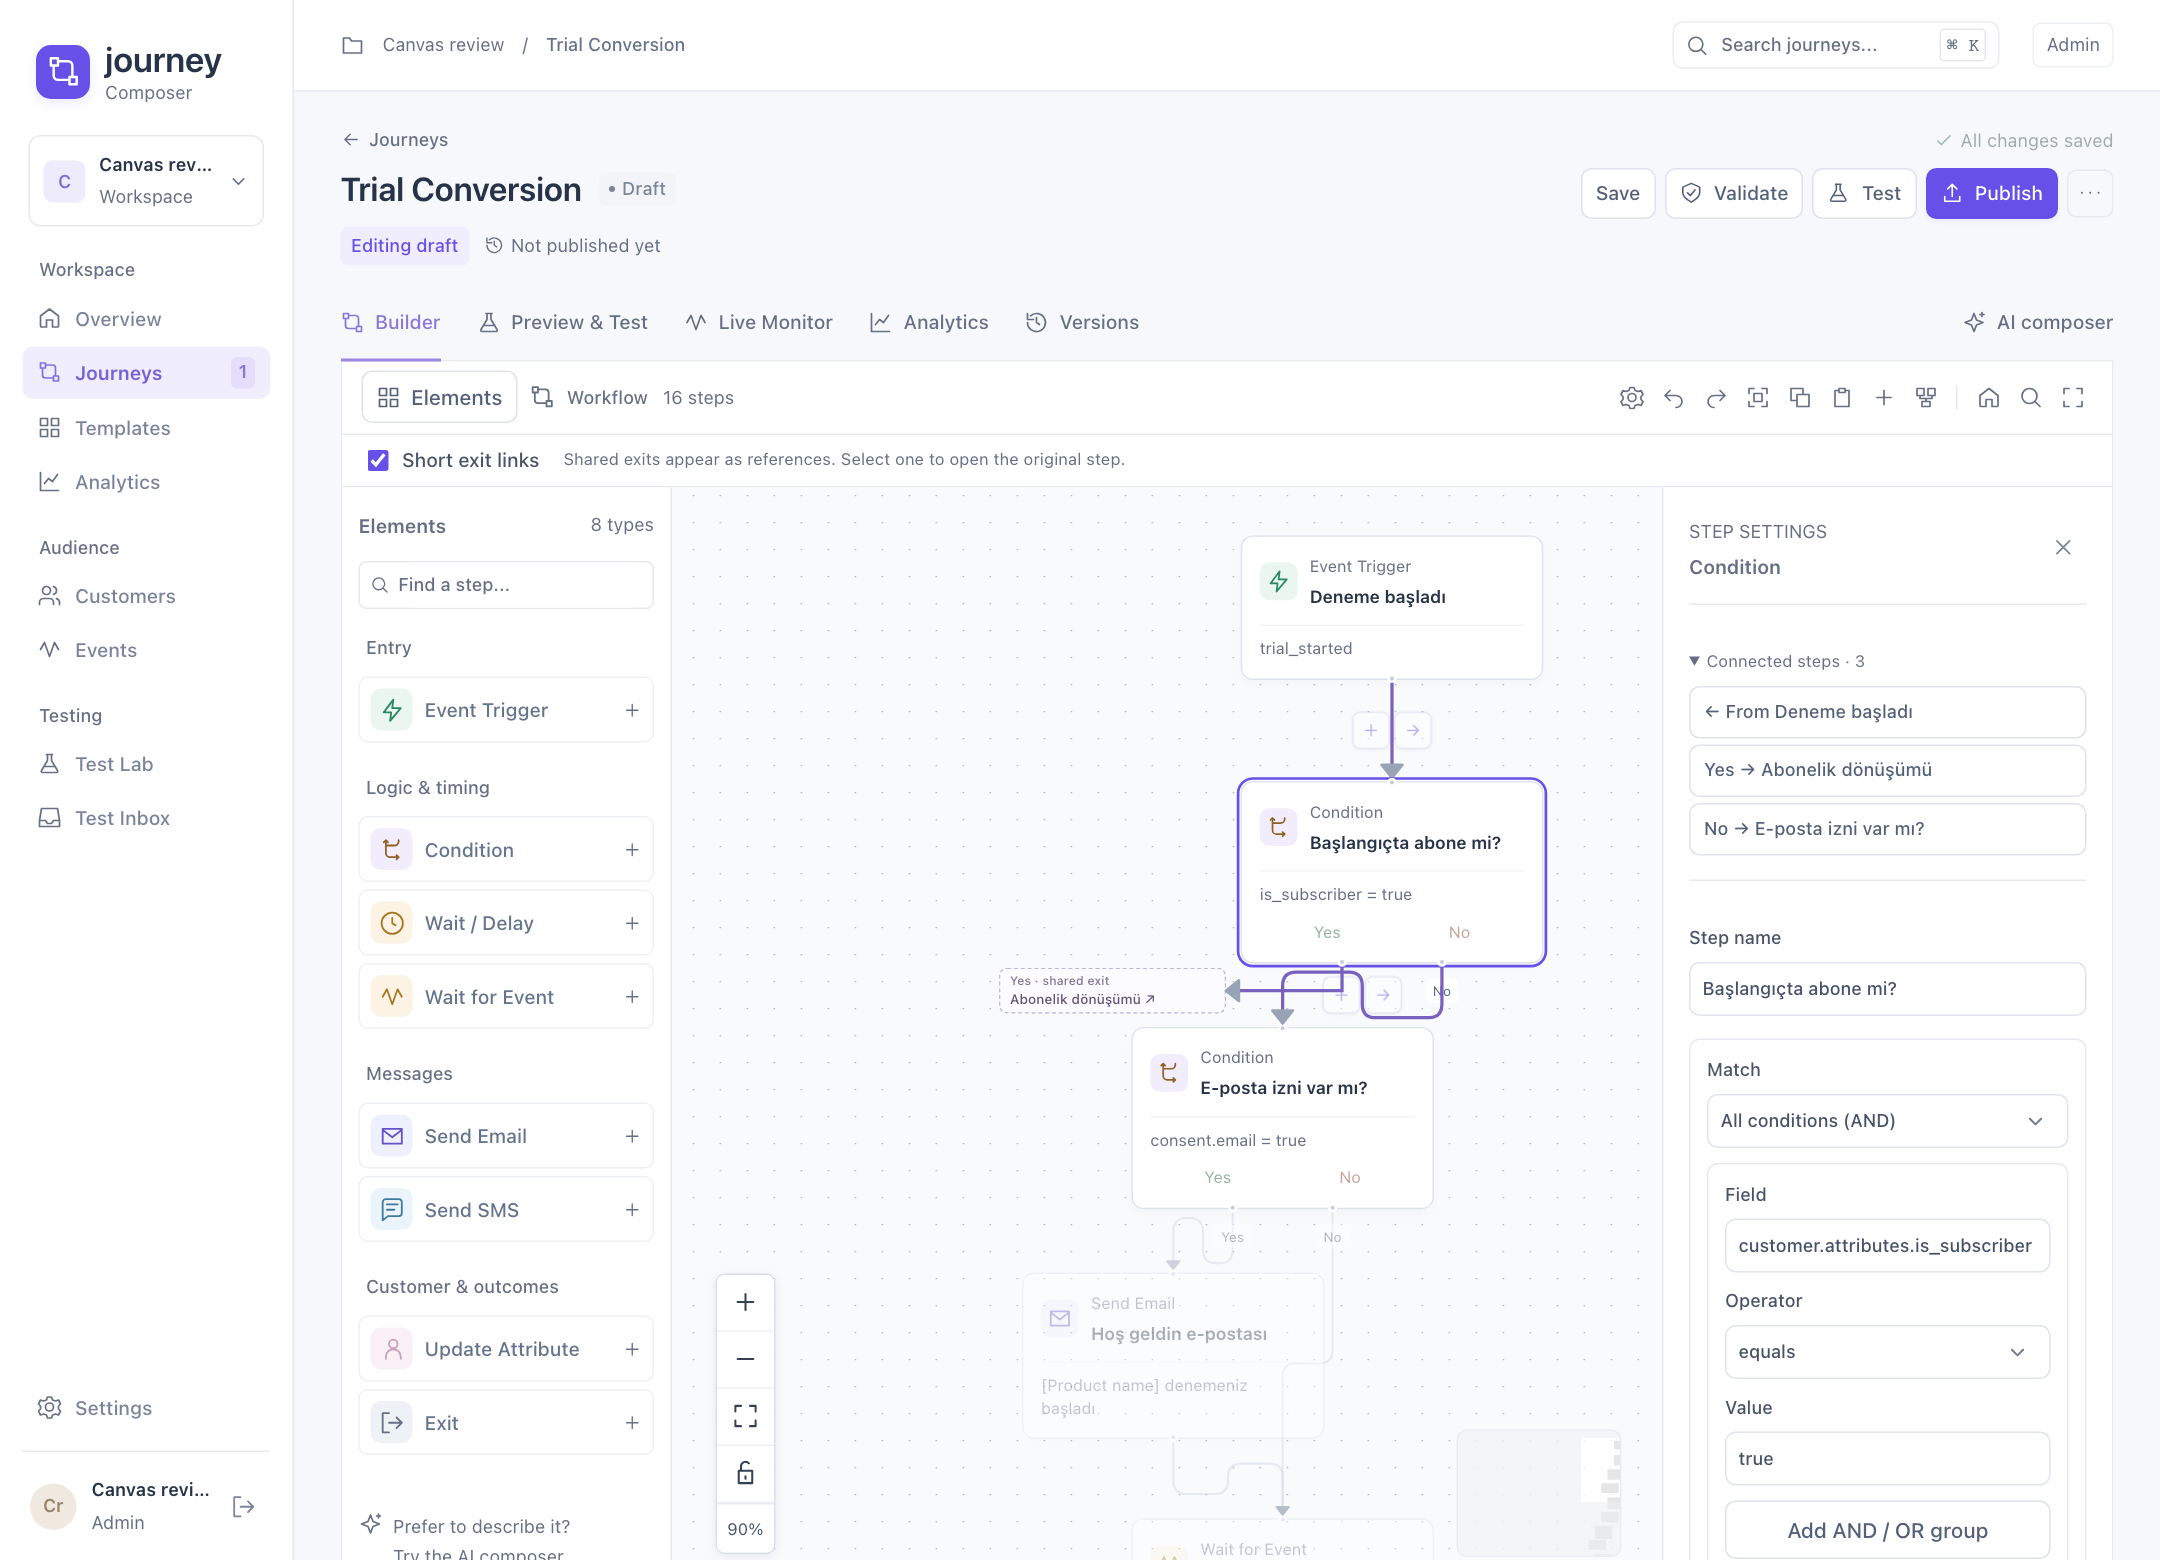 journey
Composer
C
Canvas rev...
Workspace
Workspace
Overview
Journeys
1
Templates
Analytics
Audience
Customers
Events
Testing
Test Lab
Test Inbox
Settings
Cr
Canvas revi...
Admin
Canvas review / Trial Conversion
Search journeys...
⌘ K
Admin
← Journeys
All changes saved
Trial Conversion
• Draft
Save
Validate
Test
Publish
...
Editing draft
Not published yet
Builder
Preview & Test
Live Monitor
Analytics
Versions
AI composer
Elements
Workflow
16 steps
Short exit links
Shared exits appear as references. Select one to open the original step.
Elements
8 types
Find a step...
Entry
Event Trigger
Logic & timing
Condition
Wait / Delay
Wait for Event
Messages
Send Email
Send SMS
Customer & outcomes
Update Attribute
Exit
Prefer to describe it?
Try the AI composer
Event Trigger
Deneme başladı
trial_started
Condition
Başlangıçta abone mi?
is_subscriber = true
Yes
No
Yes · shared exit
Abonelik dönüşümü ↗
No
Condition
E-posta izni var mı?
consent.email = true
Yes
No
Yes
No
Send Email
Hoş geldin e-postası
[Product name] denemeniz
başladı
Wait for Event
90%
STEP SETTINGS
Condition
▼ Connected steps · 3
← From Deneme başladı
Yes → Abonelik dönüşümü
No → E-posta izni var mı?
Step name
Başlangıçta abone mi?
Match
All conditions (AND)
Field
customer.attributes.is_subscriber
Operator
equals
Value
true
Add AND / OR group